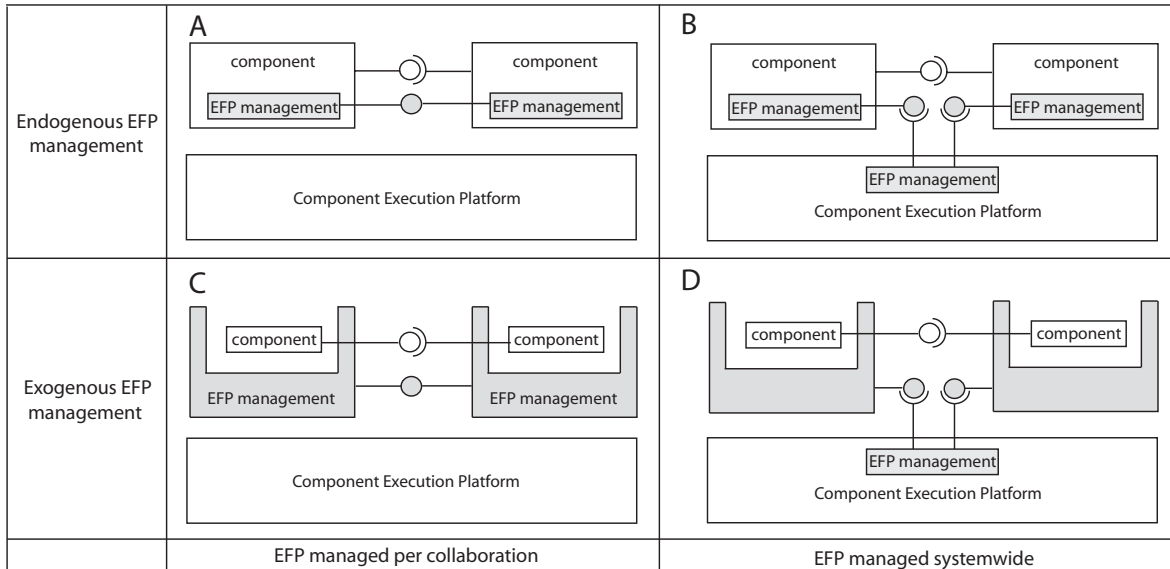 A
component
component
EFP management
EFP management
Component Execution Platform
B
component
component
EFP management
EFP management
EFP management
Component Execution Platform
Endogenous EFP
management
C
component
component
EFP management
EFP management
Component Execution Platform
D
component
component
EFP management
Component Execution Platform
Exogenous EFP
management
EFP managed per collaboration
EFP managed systemwide